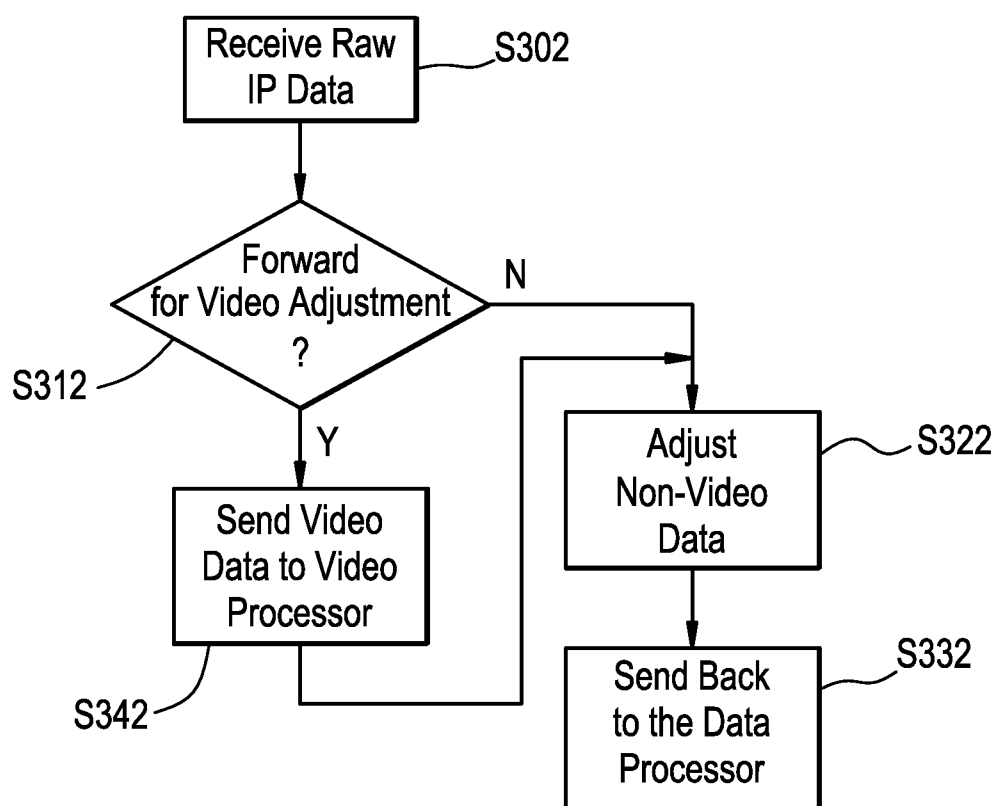 Receive Raw
IP Data
S302
Forward
for Video Adjustment
?
N
S312
Y
Adjust
Non-Video
Data
S322
Send Video
Data to Video
Processor
S342
Send Back
to the Data
Processor
S332